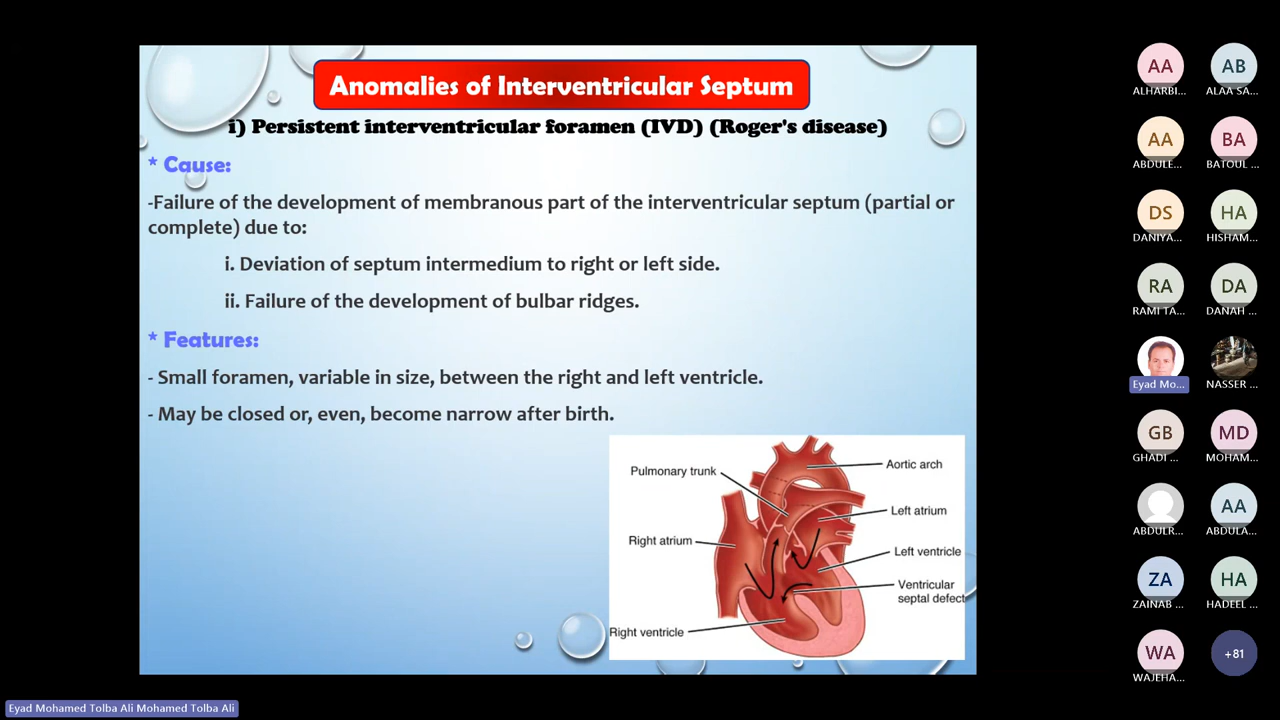 Anomalies of Interventricular Septum
i) Persistent interventricular foramen (IVD) (Roger's disease)
* Cause:
-Failure of the development of membranous part of the interventricular septum (partial or
complete) due to:
i. Deviation of septum intermedium to right or left side.
ii. Failure of the development of bulbar ridges.
* Features:
- Small foramen, variable in size, between the right and left ventricle.
- May be closed or, even, become narrow after birth.
Pulmonary trunk
Aortic arch
Left atrium
Right atrium
Left ventricle
Ventricular
septal defect
Right ventricle
AA AB
ALHARBI... ALAA SA...
AA BA
ABDULE... BATOUL ...
DS HA
DANIYA... HISHAM...
RA DA
RAMI TA... DANAH ...
Eyad Mo... NASSER ...
GB MD
GHADI ... MOHAM...
AA
ABDULR... ABDULA...
ZA HA
ZAINAB ... HADEEL ...
WA +81
WAJEHA...
Eyad Mohamed Tolba Ali Mohamed Tolba Ali